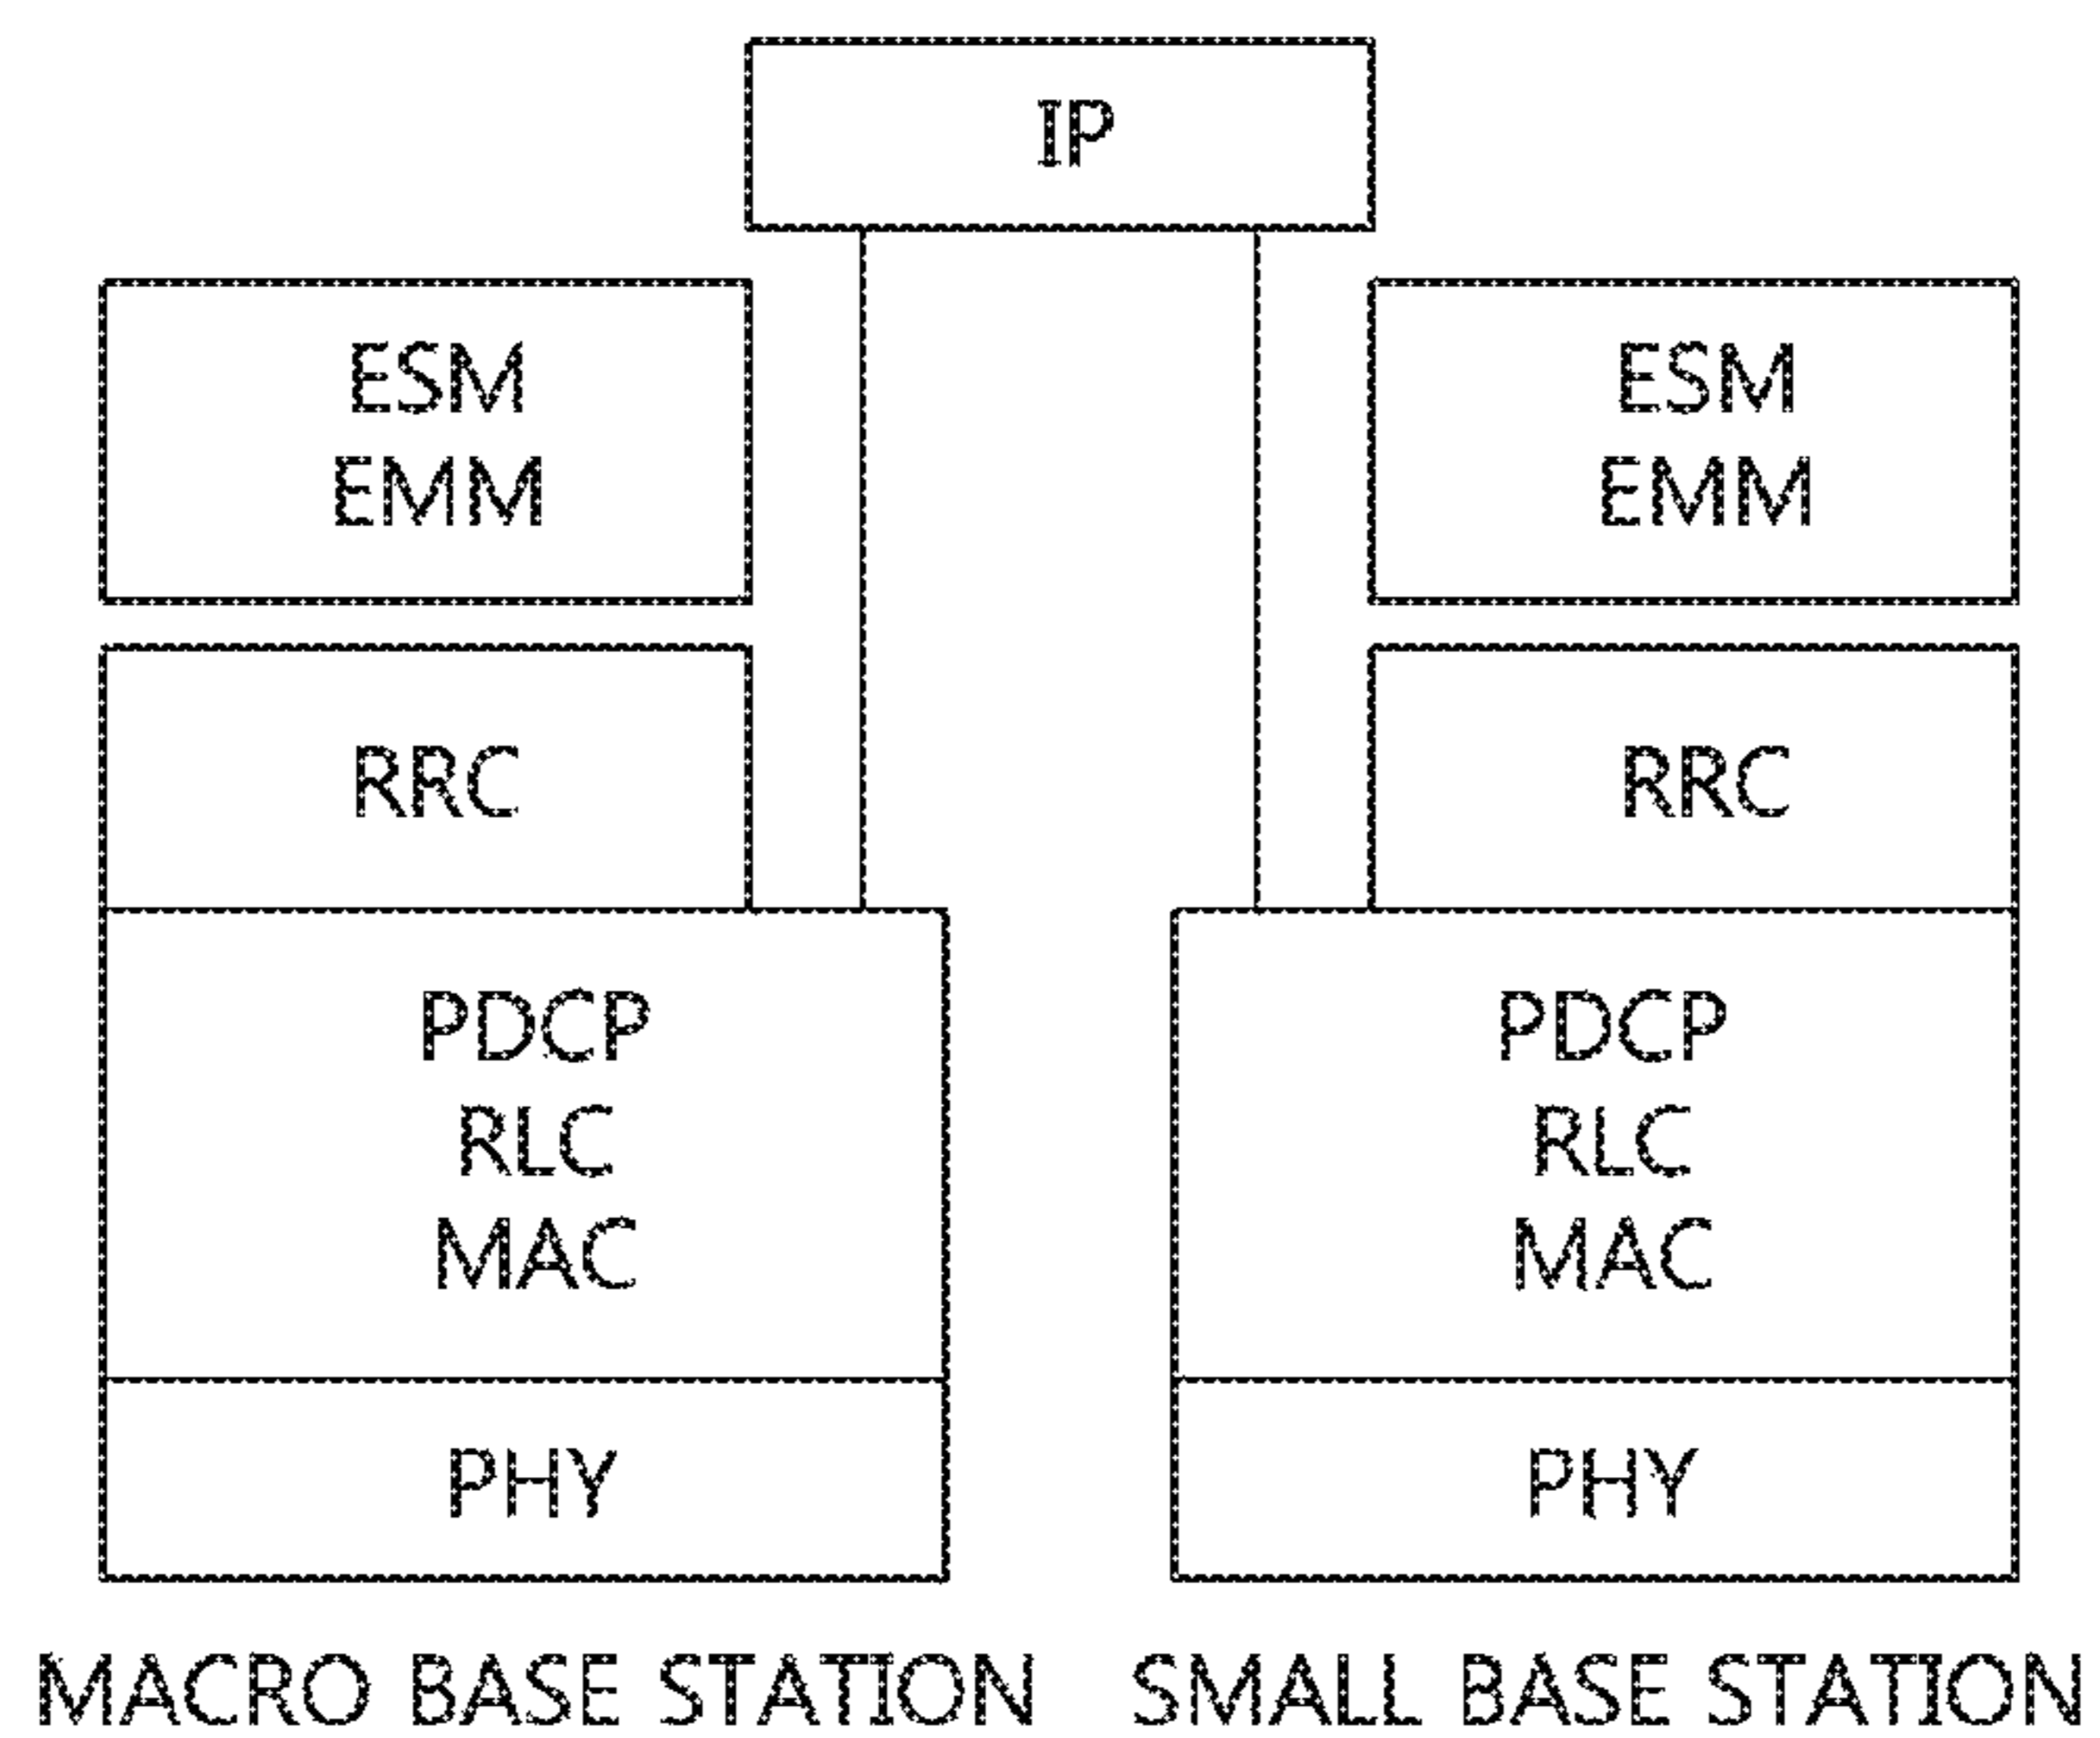 IP
ESM
EMM
ESM
EMM
RRC
RRC
PDCP
RLC
MAC
PDCP
RLC
MAC
PHY
PHY
MACRO BASE STATION
SMALL BASE STATION